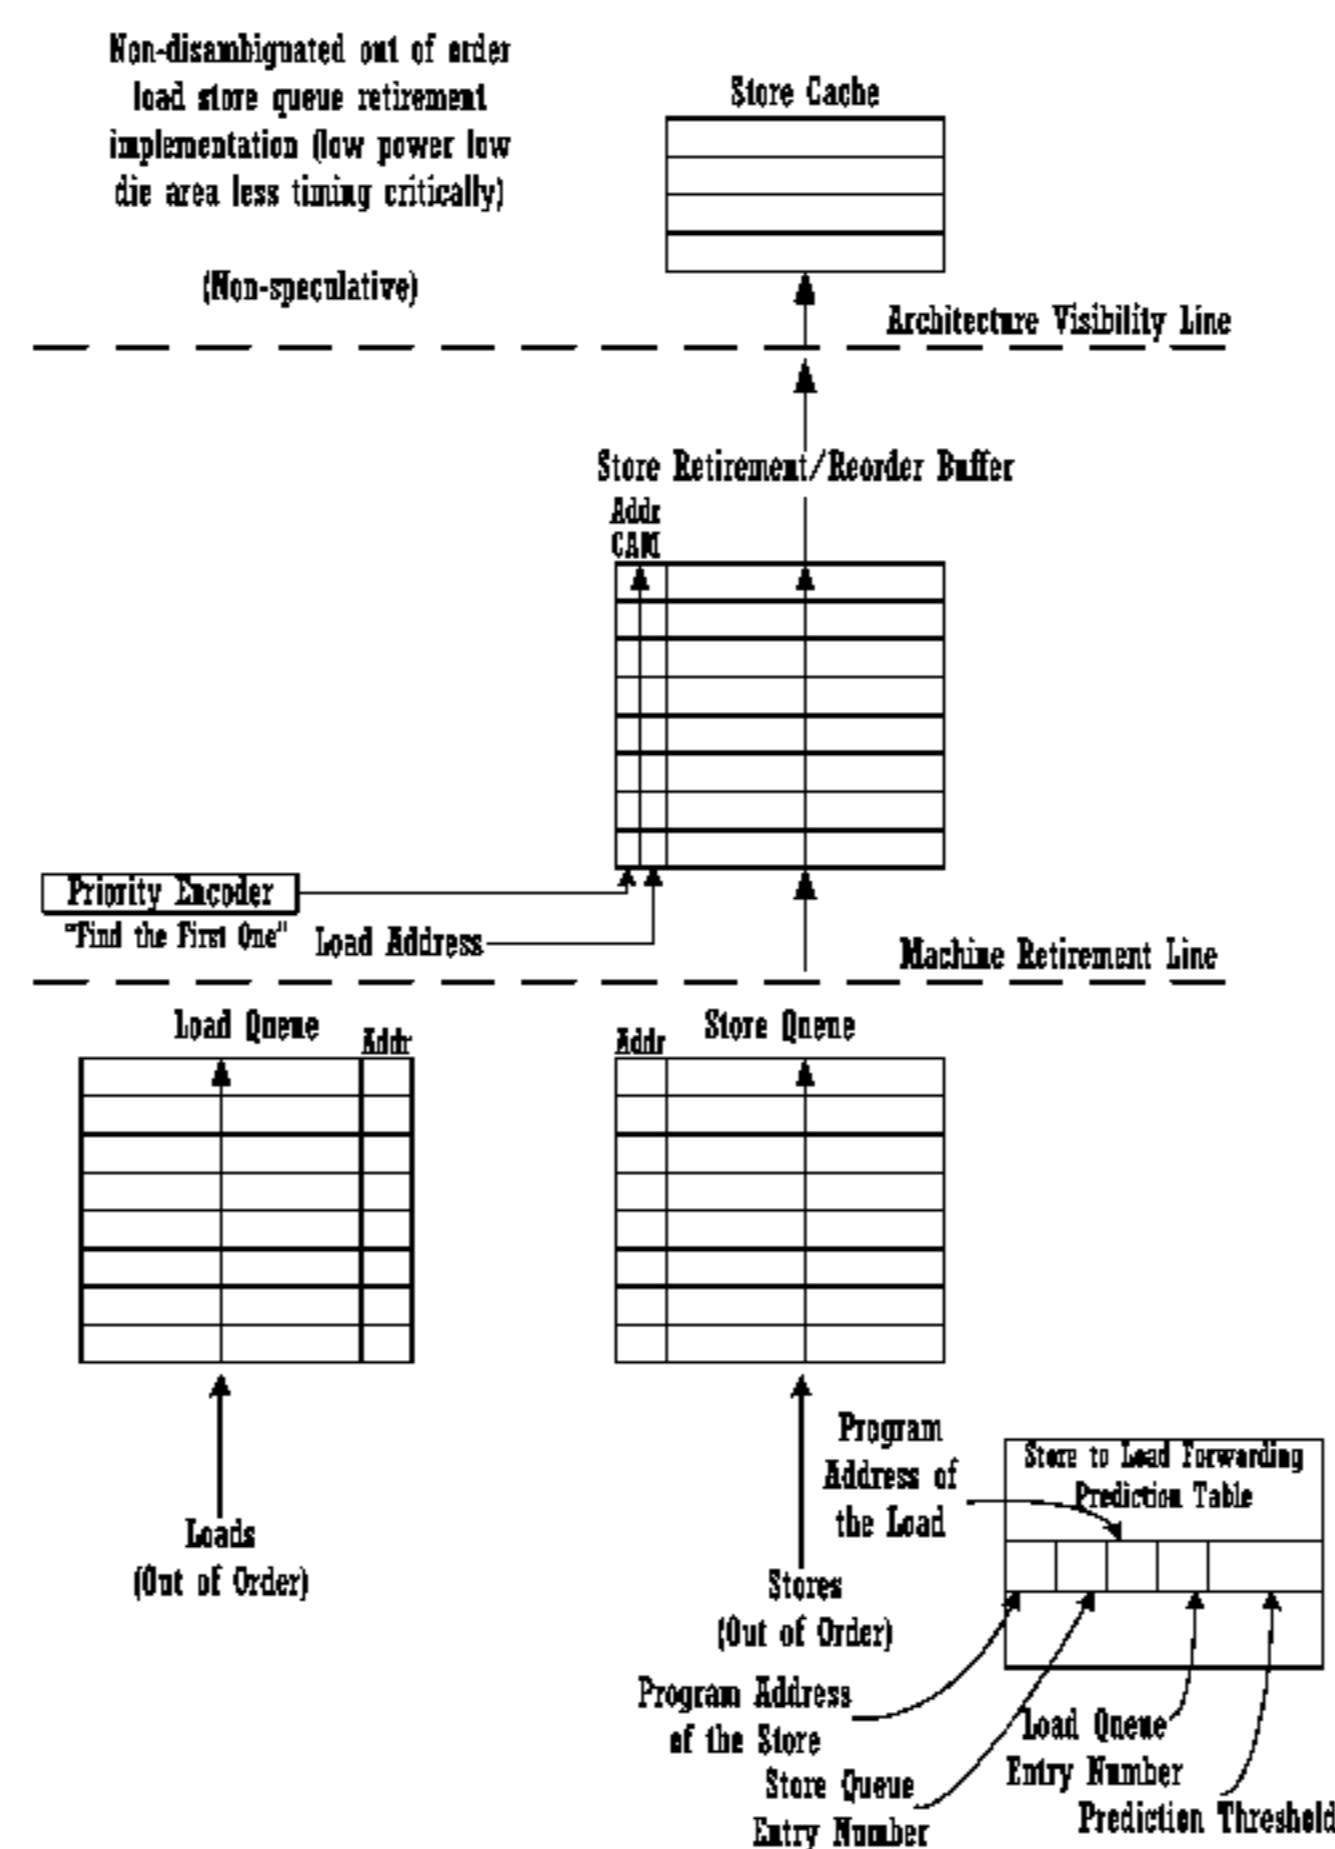 Non-disambiguated out of order
load store queue retirement
implementation (low power low
die area less timing critically)
(Non-speculative)
Store Cache
Architecture Visibility Line
Store Retirement/Reorder Buffer
Addr
CAM
Priority Encoder
"Find the First One"
Load Address
Machine Retirement Line
Load Queue
Addr
Addr
Store Queue
Loads
(Out of Order)
Stores
(Out of Order)
Program
Address of
the Load
Store to Load Forwarding
Prediction Table
Program Address
of the Store
Store Queue
Entry Number
Load Queue
Entry Number
Prediction Threshold